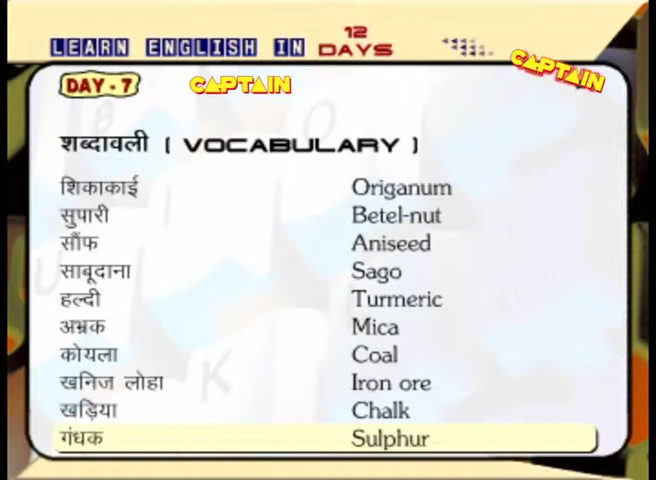 LEARN ENGLISH IN 12 DAYS
CAPTAIN
DAY - 7
CAPTAIN
शब्दावली ( VOCABULARY )
शिकाकाई Origanum
सुपारी Betel-nut
सौंफ Aniseed
साबूदाना Sago
हल्दी Turmeric
अभ्रक Mica
कोयला Coal
खनिज लोहा Iron ore
खड़िया Chalk
गंधक Sulphur